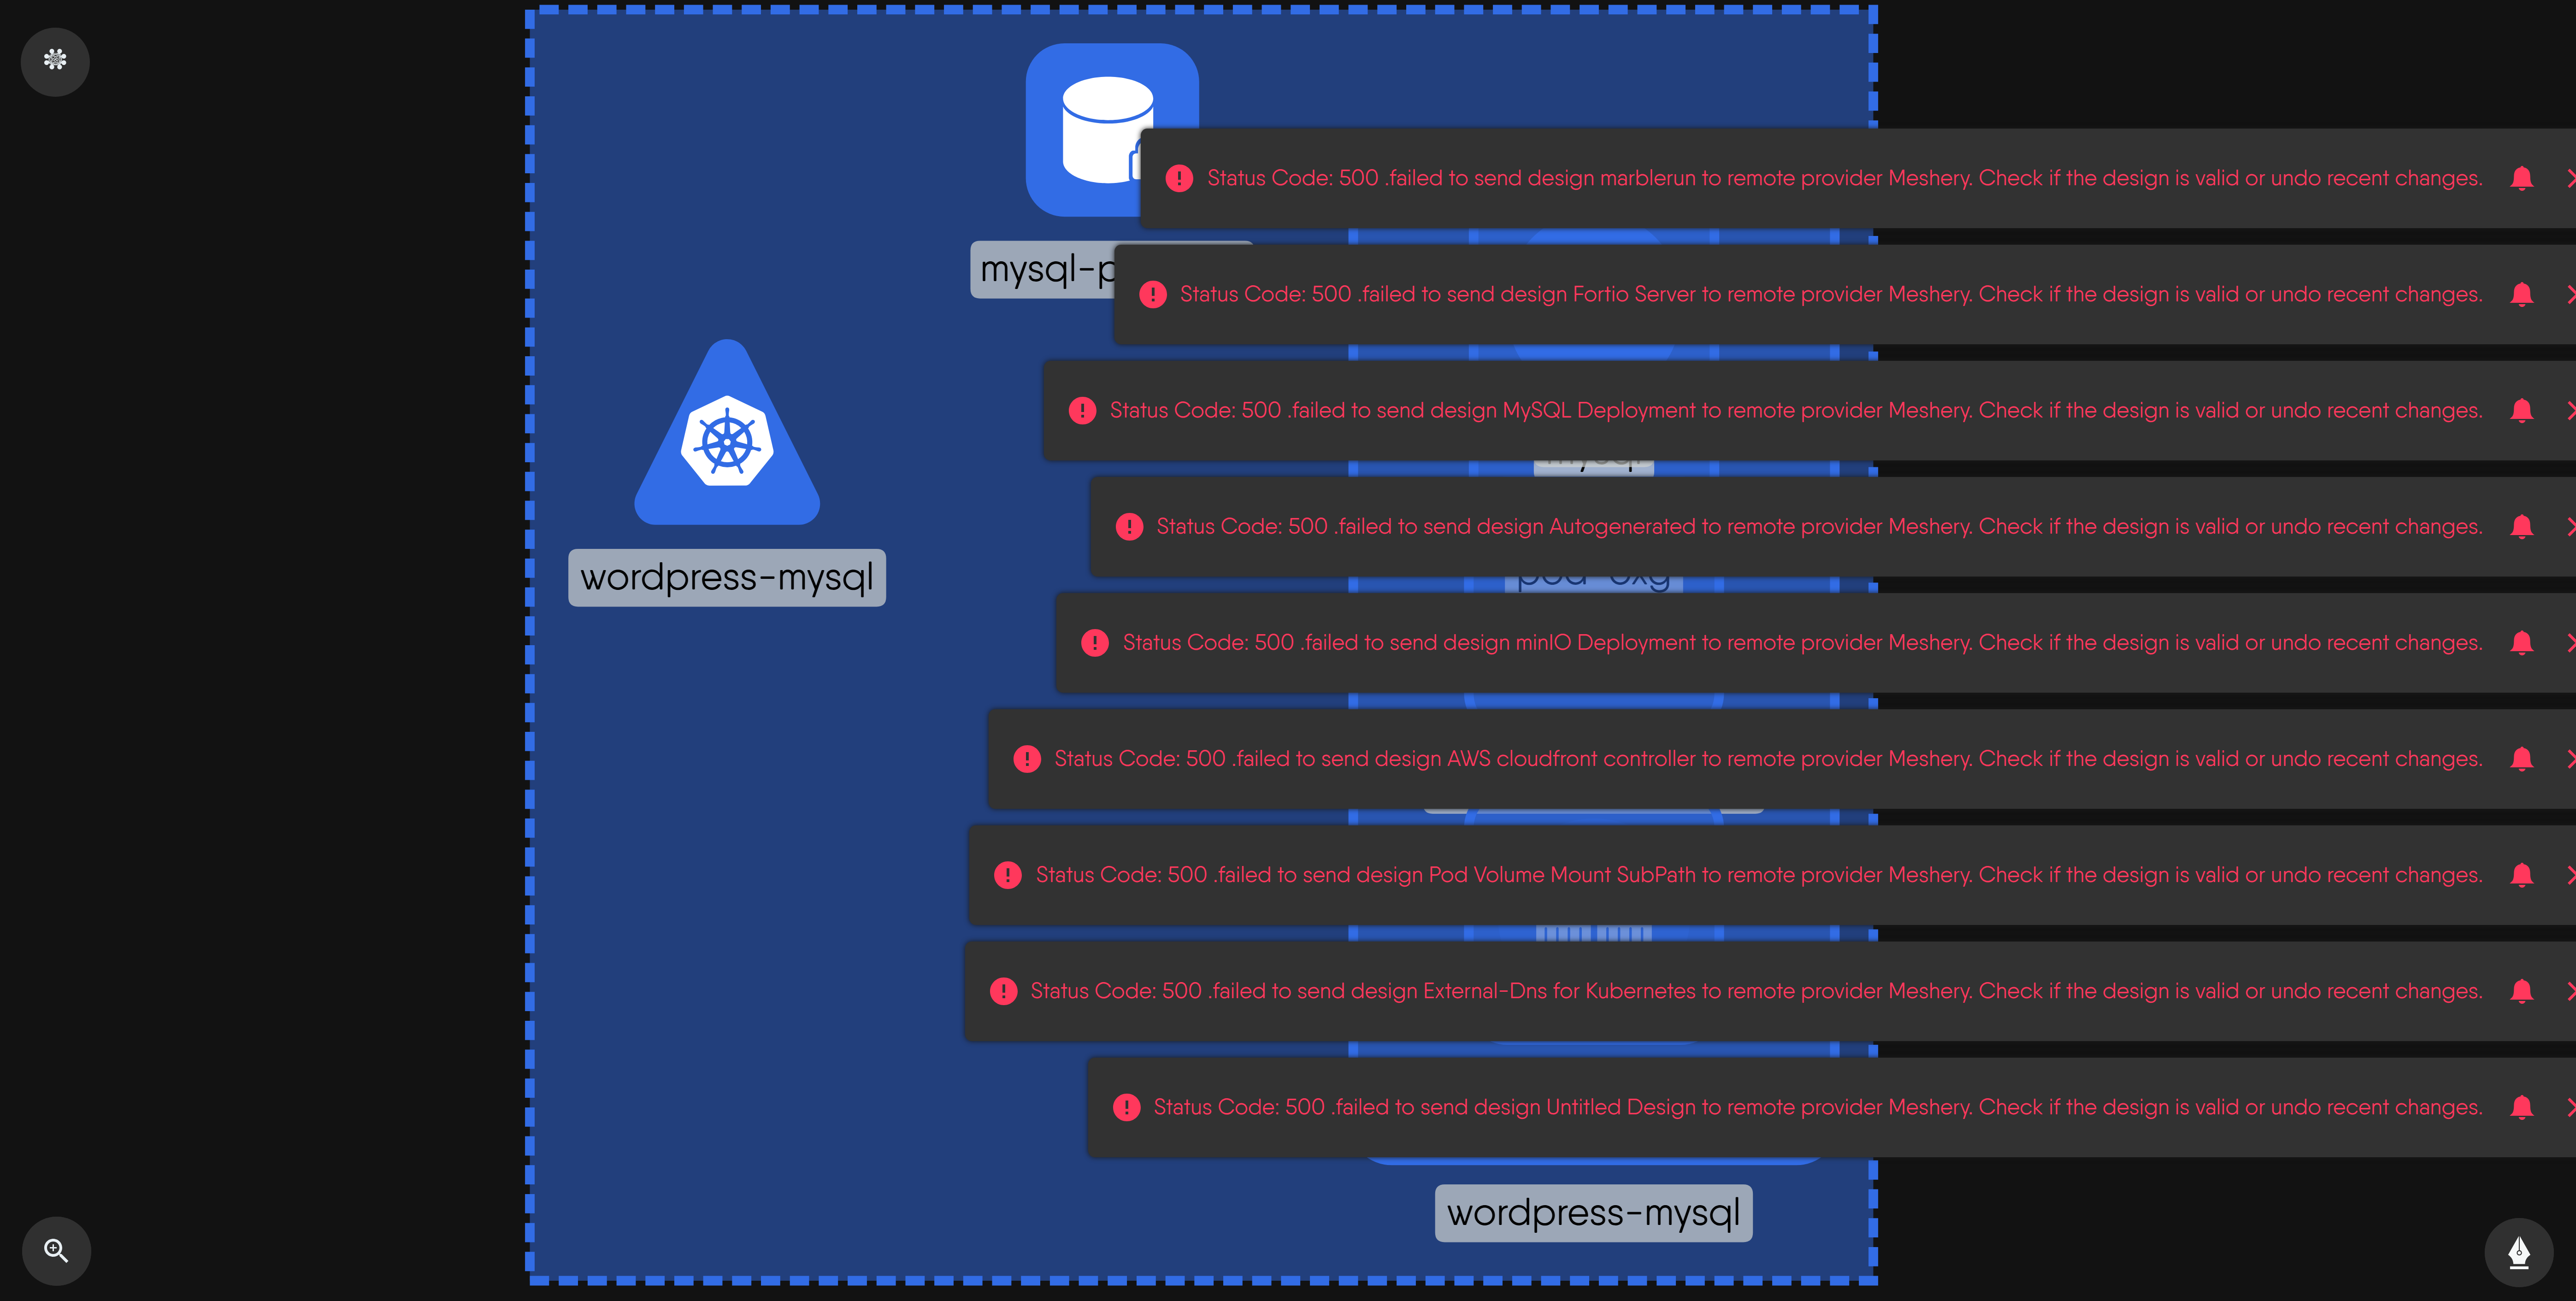 Status Code: 500 .failed to send design marblerun to remote provider Meshery. Check if the design is valid or undo recent changes.
mysql-p
Status Code: 500 .failed to send design Fortio Server to remote provider Meshery. Check if the design is valid or undo recent changes.
Status Code: 500 .failed to send design MySQL Deployment to remote provider Meshery. Check if the design is valid or undo recent changes.
mysql
Status Code: 500 .failed to send design Autogenerated to remote provider Meshery. Check if the design is valid or undo recent changes.
wordpress-mysql
Status Code: 500 .failed to send design minIO Deployment to remote provider Meshery. Check if the design is valid or undo recent changes.
Status Code: 500 .failed to send design AWS cloudfront controller to remote provider Meshery. Check if the design is valid or undo recent changes.
Status Code: 500 .failed to send design Pod Volume Mount SubPath to remote provider Meshery. Check if the design is valid or undo recent changes.
Status Code: 500 .failed to send design External-Dns for Kubernetes to remote provider Meshery. Check if the design is valid or undo recent changes.
Status Code: 500 .failed to send design Untitled Design to remote provider Meshery. Check if the design is valid or undo recent changes.
wordpress-mysql